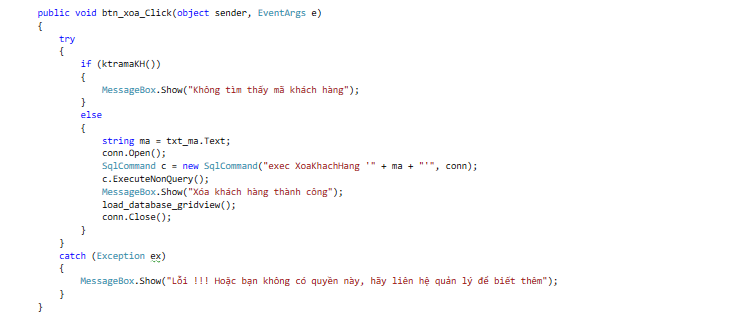 public void btn_xoa_Click(object sender, EventArgs e)
{
try
{
if (ktramaKH())
{
MessageBox.Show("Không tìm thấy mã khách hàng");
}
else
{
string ma = txt_ma.Text;
conn.Open();
SqlCommand c = new SqlCommand("exec XoaKhachHang '" + ma + "'", conn);
c.ExecuteNonQuery();
MessageBox.Show("Xóa khách hàng thành công");
load_database_gridview();
conn.Close();
}
}
catch (Exception ex)
{
MessageBox.Show("Lỗi !!! Hoặc bạn không có quyền này, hãy liên hệ quản lý để biết thêm");
}
}